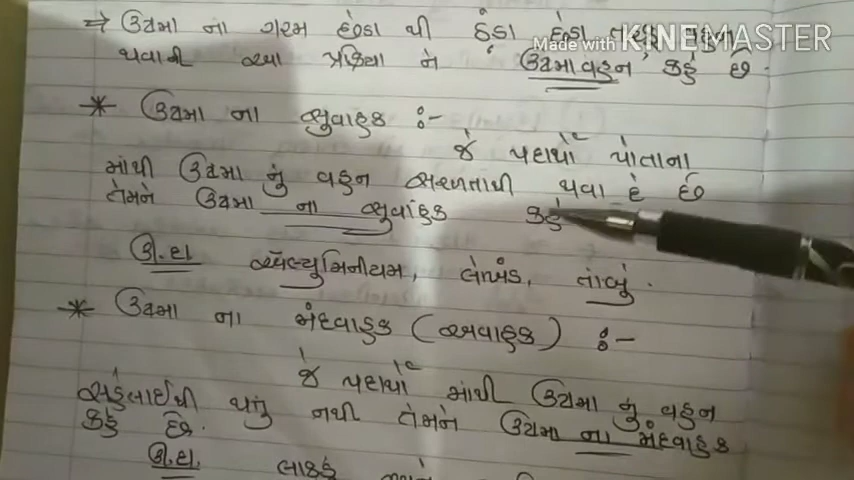 ⇒ ઉષ્મા ના ગરમ છેડા થી ઠંડા છેડા
Made with KINEMASTER
થવાની આ પ્રક્રિયા ને ઉષ્માવહન કહે છે.
* ઉષ્મા ના સુવાહક :-
જે પદાર્થો પોતાના
માંથી ઉષ્મા નું વહન સરળતાથી થવા દે છે
તેમને ઉષ્મા ના સુવાહક કહે
ઉ.દા. એલ્યુમિનીયમ, લોખંડ, તાંબુ.
* ઉષ્મા ના મંદવાહક (અવાહક) :-
જે પદાર્થો માંથી ઉષ્મા નું વહન
સહેલાઈથી થતું નથી તેમને ઉષ્મા ના મંદવાહક
કહે છે.
ઉ.દા. લાકડું